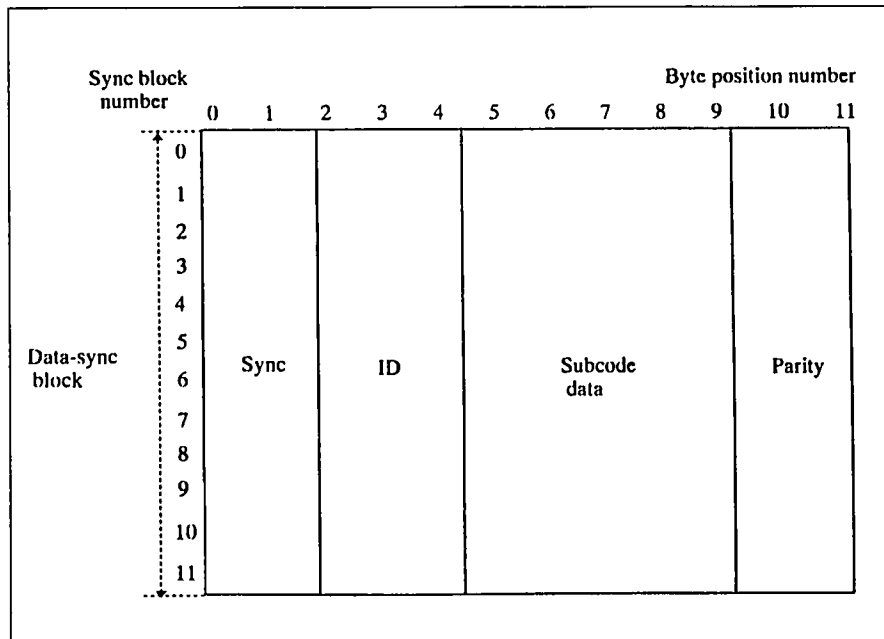 Sync block number
Byte position number
0 1 2 3 4 5 6 7 8 9 10 11
0
1
2
3
4
5
6
7
8
9
10
11
Data-sync block
Sync
ID
Subcode data
Parity